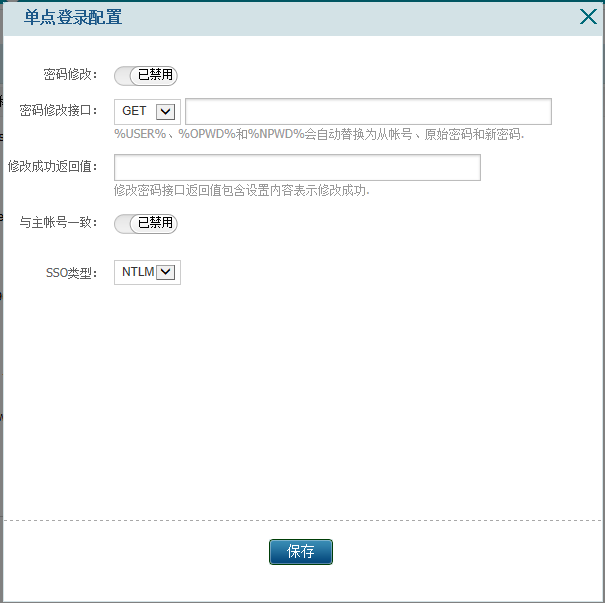 单点登录配置
密码修改： 已禁用
密码修改接口： GET
%USER%、%OPWD%和%NPWD%会自动替换为从帐号、原始密码和新密码.
修改成功返回值：
修改密码接口返回值包含设置内容表示修改成功.
与主帐号一致： 已禁用
SSO类型： NTLM
保存